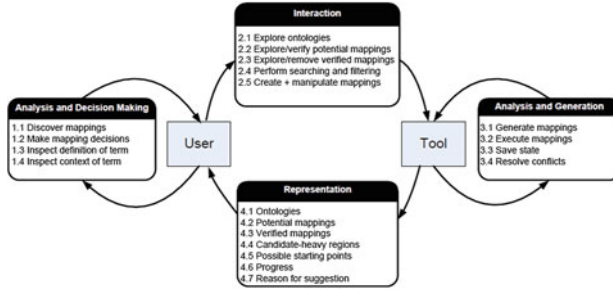 Interaction
2.1 Explore ontologies
2.2 Explore/verify potential mappings
2.3 Explore/remove verified mappings
2.4 Perform searching and filtering
2.5 Create + manipulate mappings
Analysis and Decision Making
1.1 Discover mappings
1.2 Make mapping decisions
1.3 Inspect definition of term
1.4 Inspect context of term
User
Tool
Analysis and Generation
3.1 Generate mappings
3.2 Execute mappings
3.3 Save state
3.4 Resolve conflicts
Representation
4.1 Ontologies
4.2 Potential mappings
4.3 Verified mappings
4.4 Candidate-heavy regions
4.5 Possible starting points
4.6 Progress
4.7 Reason for suggestion